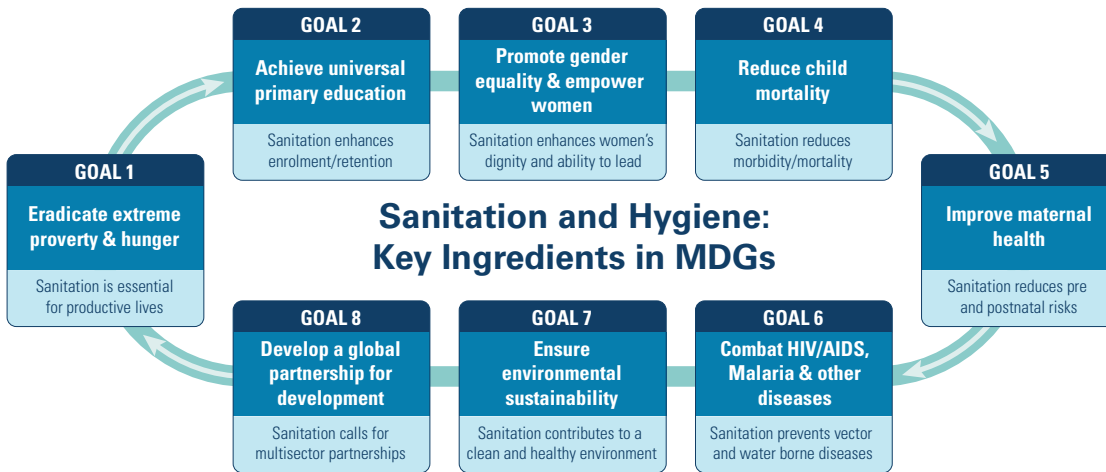 GOAL 1
Eradicate extreme
proverty & hunger
Sanitation is essential
for productive lives
GOAL 2
Achieve universal
primary education
Sanitation enhances
enrolment/retention
GOAL 3
Promote gender
equality & empower
women
Sanitation enhances women's
dignity and ability to lead
GOAL 4
Reduce child
mortality
Sanitation reduces
morbidity/mortality
GOAL 5
Improve maternal
health
Sanitation reduces pre
and postnatal risks
Sanitation and Hygiene:
Key Ingredients in MDGs
GOAL 6
Combat HIV/AIDS,
Malaria & other
diseases
Sanitation prevents vector
and water borne diseases
GOAL 7
Ensure
environmental
sustainability
Sanitation contributes to a
clean and healthy environment
GOAL 8
Develop a global
partnership for
development
Sanitation calls for
multisector partnerships